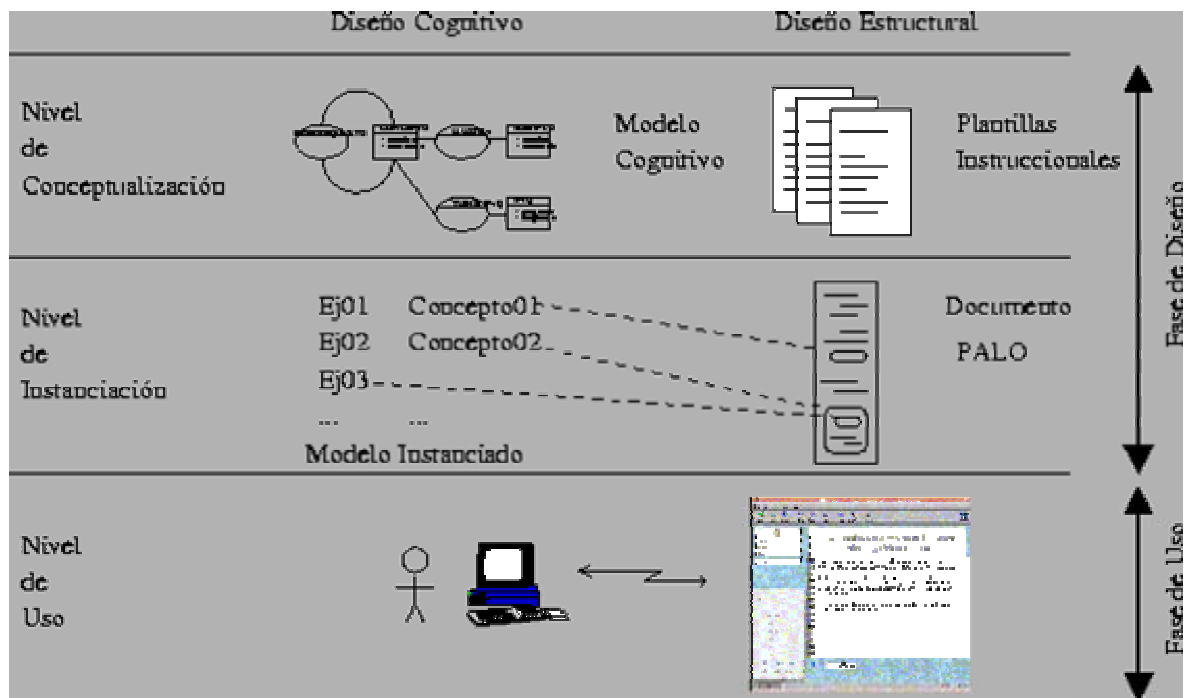 Diseño Cognitivo
Diseño Estructural
Nivel
de
Conceptualización
Modelo
Cognitivo
Plantillas
Instruccionales
Nivel
de
Instanciación
Ej01 Concepto01
Ej02 Concepto02
Ej03
... ...
Modelo Instanciado
Documento
PALO
Nivel
de
Uso
Fase de Diseño
Fase de Uso